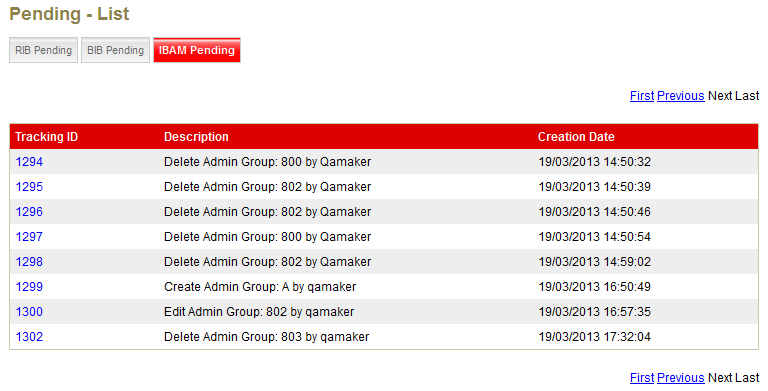 Pending - List
RIB Pending BIB Pending IBAM Pending
First Previous Next Last
Tracking ID Description Creation Date
1294 Delete Admin Group: 800 by Qamaker 19/03/2013 14:50:32
1295 Delete Admin Group: 802 by Qamaker 19/03/2013 14:50:39
1296 Delete Admin Group: 802 by Qamaker 19/03/2013 14:50:46
1297 Delete Admin Group: 800 by Qamaker 19/03/2013 14:50:54
1298 Delete Admin Group: 802 by Qamaker 19/03/2013 14:59:02
1299 Create Admin Group: A by qamaker 19/03/2013 16:50:49
1300 Edit Admin Group: 802 by qamaker 19/03/2013 16:57:35
1302 Delete Admin Group: 803 by qamaker 19/03/2013 17:32:04
First Previous Next Last